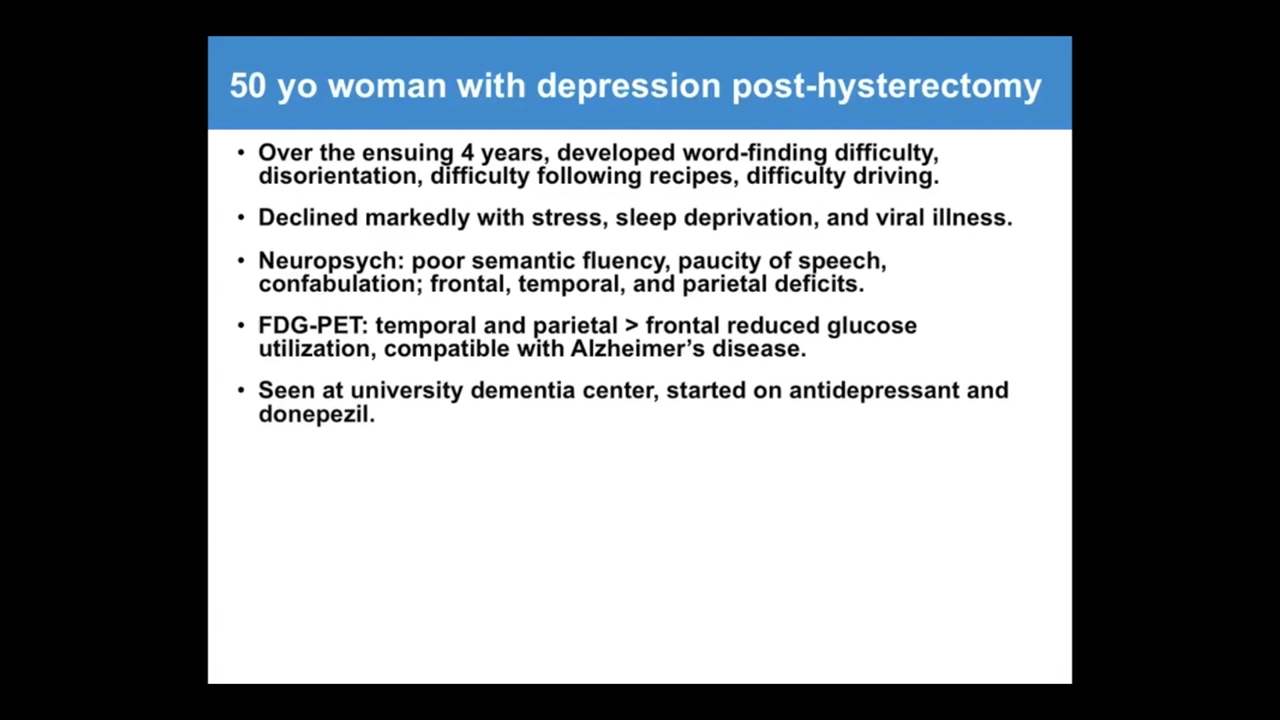 50 yo woman with depression post-hysterectomy
• Over the ensuing 4 years, developed word-finding difficulty,
disorientation, difficulty following recipes, difficulty driving.
• Declined markedly with stress, sleep deprivation, and viral illness.
• Neuropsych: poor semantic fluency, paucity of speech,
confabulation; frontal, temporal, and parietal deficits.
• FDG-PET: temporal and parietal > frontal reduced glucose
utilization, compatible with Alzheimer’s disease.
• Seen at university dementia center, started on antidepressant and
donepezil.